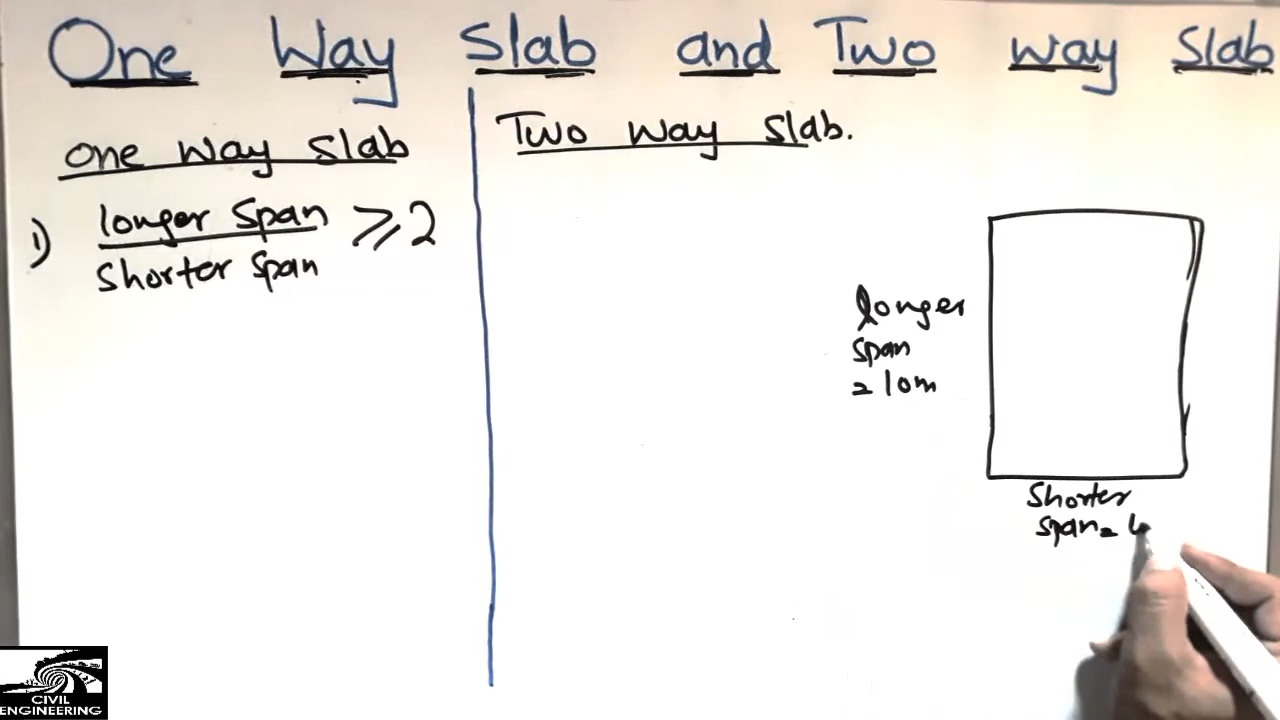 One Way Slab and Two way Slab
one way slab
1) longer span
shorter span
≥2
Two way slab.
longer
span
= 10m
Shorter
span=
CIVIL
ENGINEERING